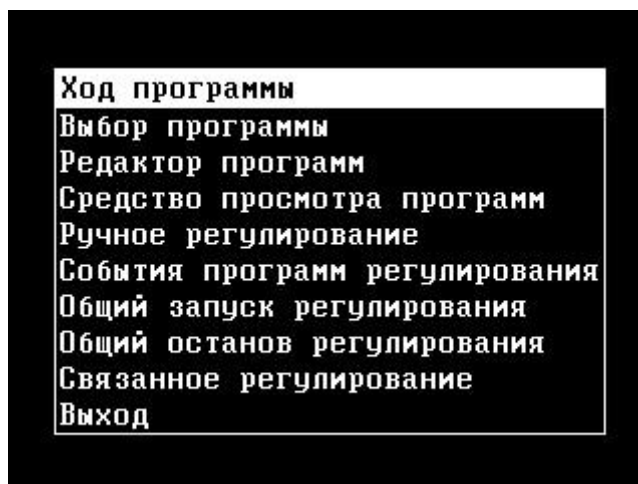 Ход программы
Выбор программы
Редактор программ
Средство просмотра программ
Ручное регулирование
События программ регулирования
Общий запуск регулирования
Общий останов регулирования
Связанное регулирование
Выход